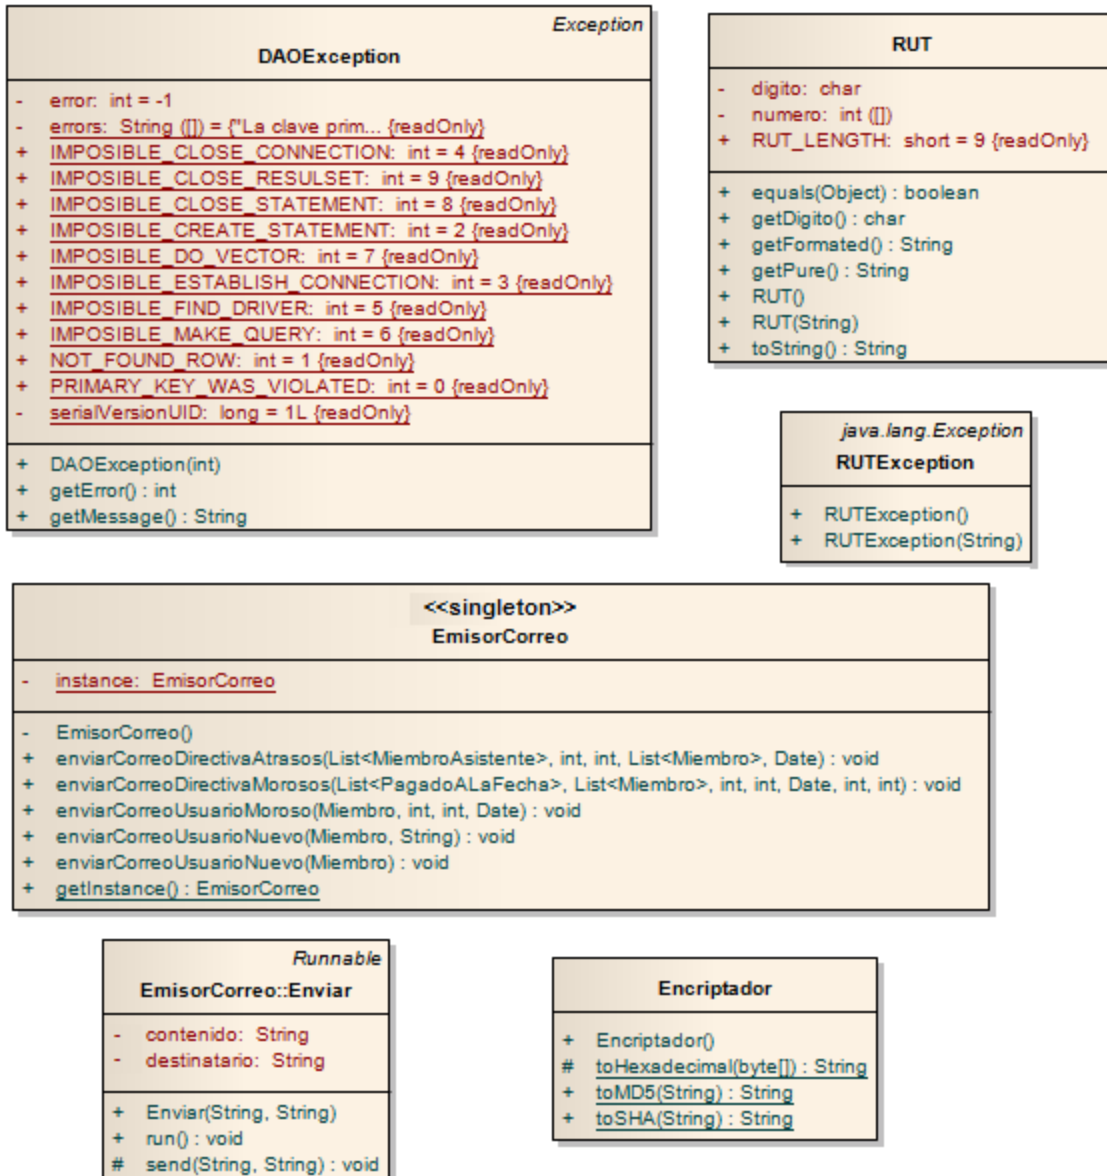 Exception
DAOException
- error: int = -1
- errors: String ([]) = {"La clave prim... {readOnly}
+ IMPOSIBLE_CLOSE_CONNECTION: int = 4 {readOnly}
+ IMPOSIBLE_CLOSE_RESULSET: int = 9 {readOnly}
+ IMPOSIBLE_CLOSE_STATEMENT: int = 8 {readOnly}
+ IMPOSIBLE_CREATE_STATEMENT: int = 2 {readOnly}
+ IMPOSIBLE_DO_VECTOR: int = 7 {readOnly}
+ IMPOSIBLE_ESTABLISH_CONNECTION: int = 3 {readOnly}
+ IMPOSIBLE_FIND_DRIVER: int = 5 {readOnly}
+ IMPOSIBLE_MAKE_QUERY: int = 6 {readOnly}
+ NOT_FOUND_ROW: int = 1 {readOnly}
+ PRIMARY_KEY_WAS_VIOLATED: int = 0 {readOnly}
- serialVersionUID: long = 1L {readOnly}
+ DAOException(int)
+ getError() : int
+ getMessage() : String
RUT
- digito: char
- numero: int ([])
+ RUT_LENGTH: short = 9 {readOnly}
+ equals(Object) : boolean
+ getDigito() : char
+ getFormated() : String
+ getPure() : String
+ RUT()
+ RUT(String)
+ toString() : String
java.lang.Exception
RUTException
+ RUTException()
+ RUTException(String)
<<singleton>>
EmisorCorreo
- instance: EmisorCorreo
- EmisorCorreo()
+ enviarCorreoDirectivaAtrasos(List<MiembroAsistente>, int, int, List<Miembro>, Date) : void
+ enviarCorreoDirectivaMorosos(List<PagadoALaFecha>, List<Miembro>, int, int, Date, int, int) : void
+ enviarCorreoUsuarioMoroso(Miembro, int, int, Date) : void
+ enviarCorreoUsuarioNuevo(Miembro, String) : void
+ enviarCorreoUsuarioNuevo(Miembro) : void
+ getInstance() : EmisorCorreo
Runnable
EmisorCorreo::Enviar
- contenido: String
- destinatario: String
+ Enviar(String, String)
+ run() : void
# send(String, String) : void
Encriptador
+ Encriptador()
# toHexadecimal(byte[]) : String
+ toMD5(String) : String
+ toSHA(String) : String